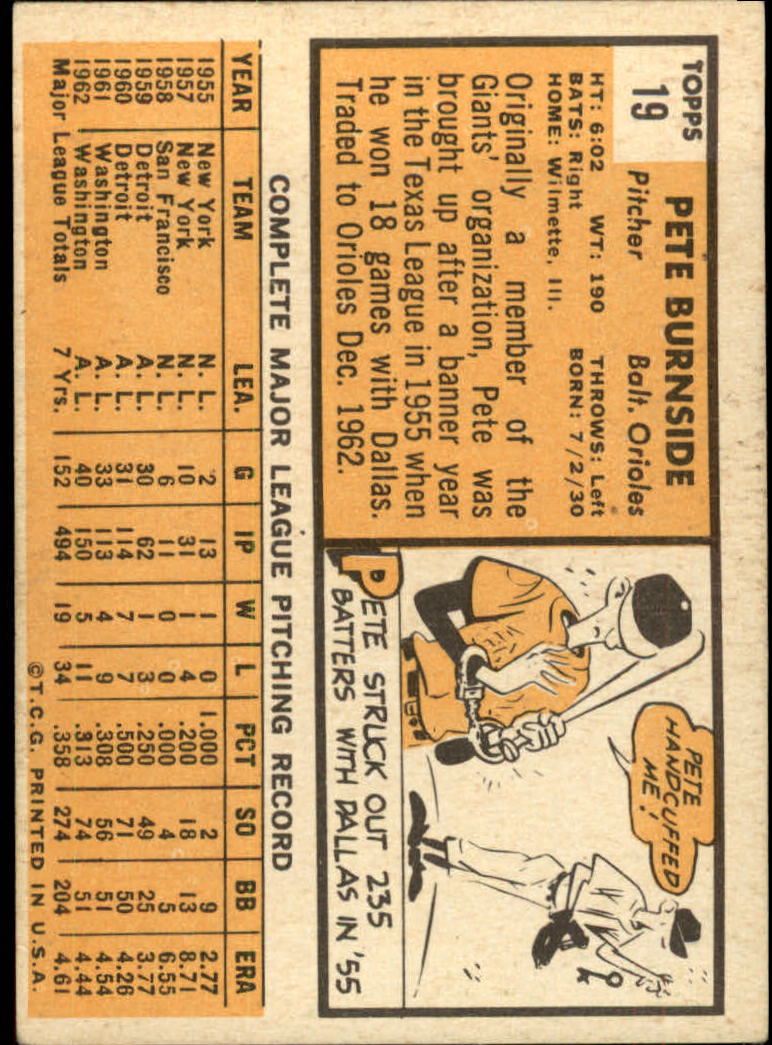 TOPPS
19
PETE BURNSIDE
Pitcher Balt. Orioles
HT: 6:02 WT: 190 THROWS: Left
BATS: Right BORN: 7/2/30
HOME: Wilmette, Ill.
Originally a member of the
Giants' organization, Pete was
brought up after a banner year
in the Texas League in 1955 when
he won 18 games with Dallas.
Traded to Orioles Dec. 1962.
PETE
HANDCUFFED
ME!
PETE STRUCK OUT 235
BATTERS WITH DALLAS IN '55
COMPLETE MAJOR LEAGUE PITCHING RECORD
YEAR TEAM LEA. G IP W L PCT SO BB ERA
1955 New York N. L. 2 13 1 0 1.000 2 9 2.77
1957 New York N. L. 10 31 1 4 .200 18 13 8.71
1958 San Francisco N. L. 6 11 0 0 .000 4 5 6.55
1959 Detroit A. L. 30 62 1 3 .250 49 25 3.77
1960 Detroit A. L. 31 114 7 7 .500 71 50 4.26
1961 Washington A. L. 33 113 4 9 .308 56 51 4.54
1962 Washington A. L. 40 150 5 11 .313 74 51 4.44
Major League Totals 7 Yrs. 152 494 19 34 .358 274 204 4.61
©T.C.G. PRINTED IN U.S.A.